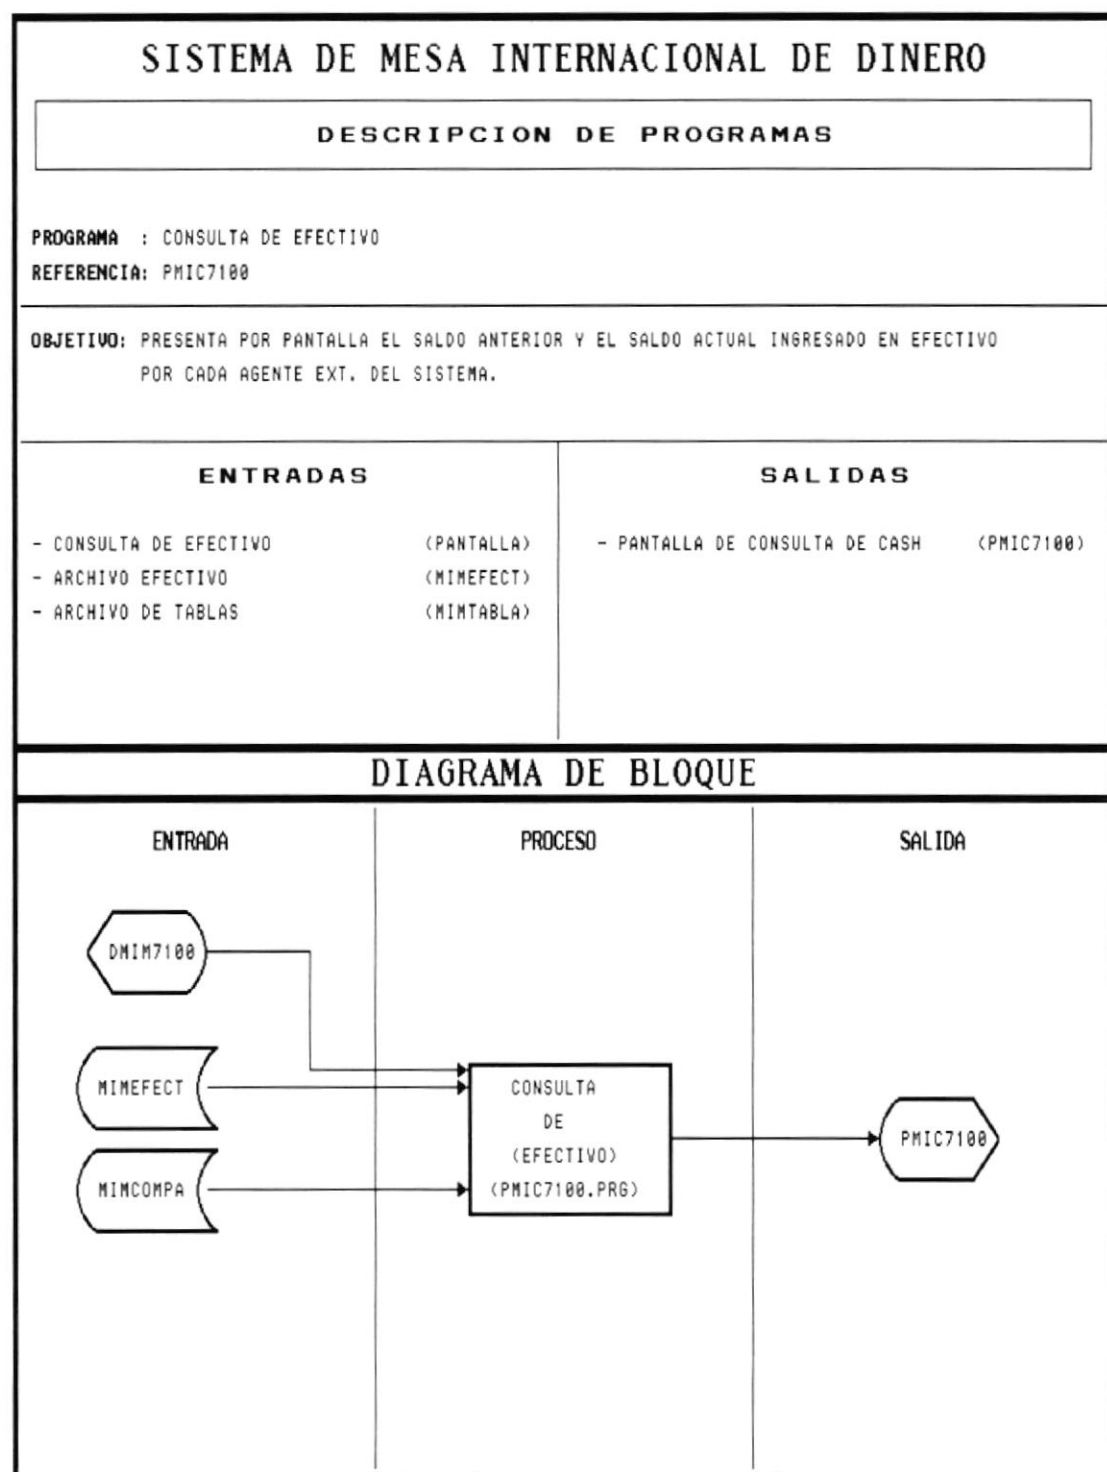 SISTEMA DE MESA INTERNACIONAL DE DINERO
DESCRIPCION DE PROGRAMAS
PROGRAMA : CONSULTA DE EFECTIVO
REFERENCIA: PMIC7100
OBJETIVO: PRESENTA POR PANTALLA EL SALDO ANTERIOR Y EL SALDO ACTUAL INGRESADO EN EFECTIVO
POR CADA AGENTE EXT. DEL SISTEMA.
ENTRADAS
- CONSULTA DE EFECTIVO (PANTALLA)
- ARCHIVO EFECTIVO (MIMEFECT)
- ARCHIVO DE TABLAS (MIMTABLA)
SALIDAS
- PANTALLA DE CONSULTA DE CASH (PMIC7100)
DIAGRAMA DE BLOQUE
ENTRADA
PROCESO
SALIDA
DMIM7100
MIMEFECT
MIMCOMPA
CONSULTA
DE
(EFECTIVO)
(PMIC7100.PRG)
PMIC7100